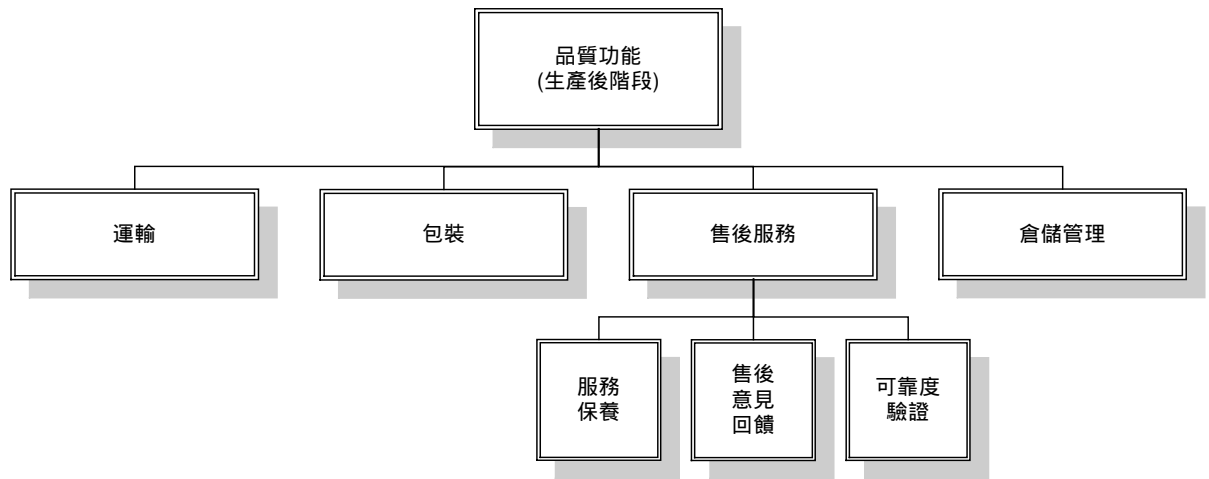 品質功能
(生產後階段)
運輸
包裝
售後服務
倉儲管理
服務
保養
售後
意見
回饋
可靠度
驗證